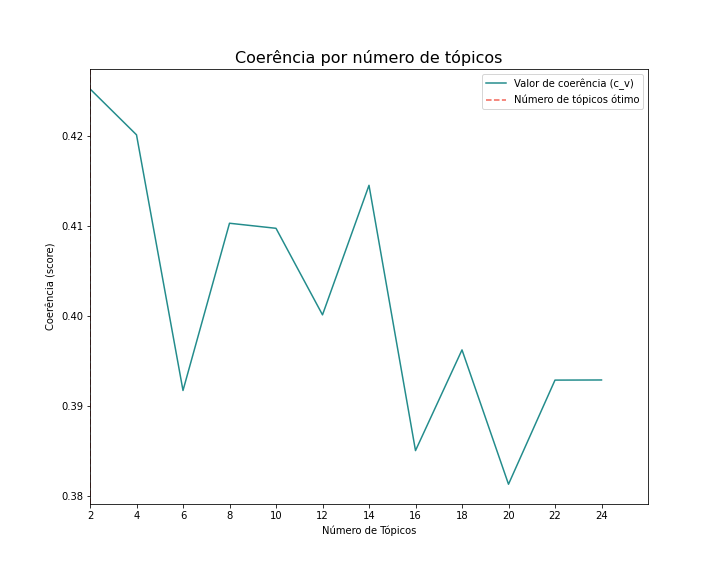 Coerência por número de tópicos
Valor de coerência (c_v)
Número de tópicos ótimo
0.42
0.41
0.40
0.39
0.38
Coerência (score)
2 4 6 8 10 12 14 16 18 20 22 24
Número de Tópicos